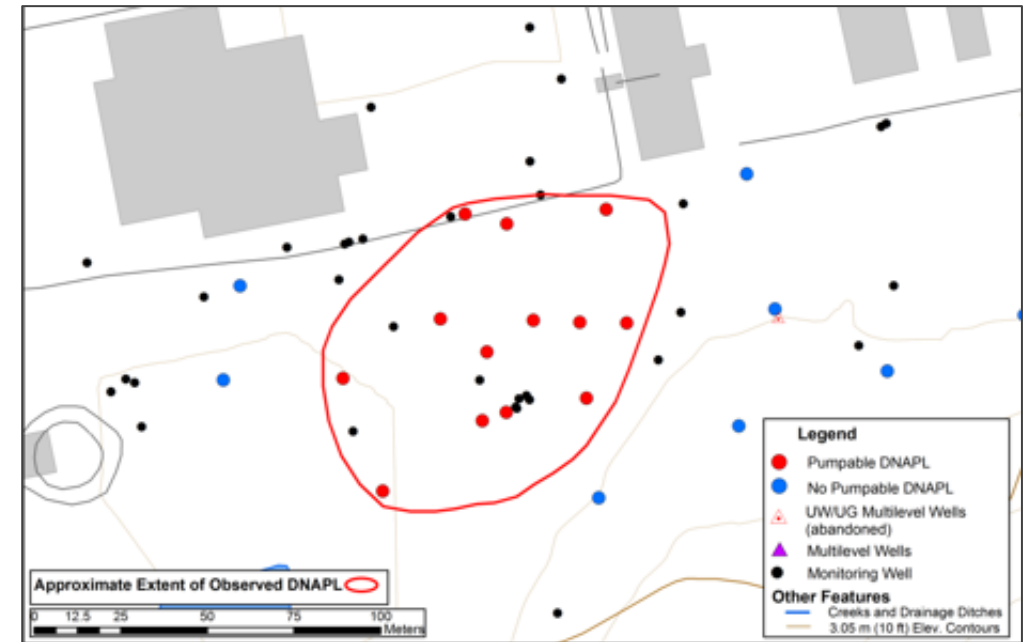 Legend
Pumpable DNAPL
No Pumpable DNAPL
UW/UG Multilevel Wells
(abandoned)
Multilevel Wells
Monitoring Well
Other Features
Creeks and Drainage Ditches
3.05 m (10 ft) Elev. Contours
Approximate Extent of Observed DNAPL
0 12.5 25 50 75 100
Meters